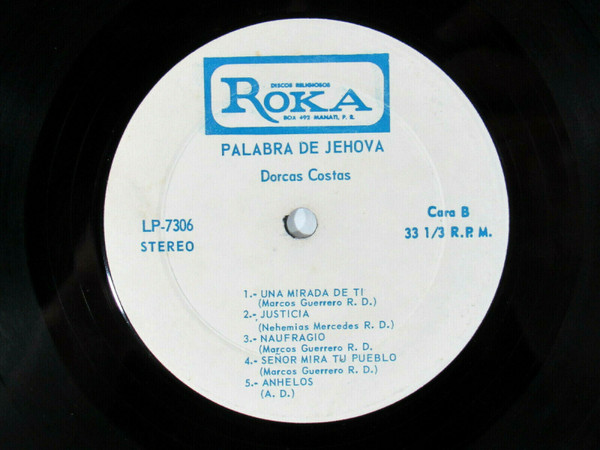 DISCOS RELIGIOSOS
ROKA
BOX 495 MANATI, P. R.
PALABRA DE JEHOVA
Dorcas Costas
LP-7306
STEREO
Cara B
33 1/3 R.P.M.
1.- UNA MIRADA DE TI
(Marcos Guerrero R. D.)
2.- JUSTICIA
(Nehemias Mercedes R. D.)
3.- NAUFRAGIO
(Marcos Guerrero R. D.
4.- SEÑOR MIRA TU PUEBLO
(Marcos Guerrero R. D.)
5.- ANHELOS
(A. D.)